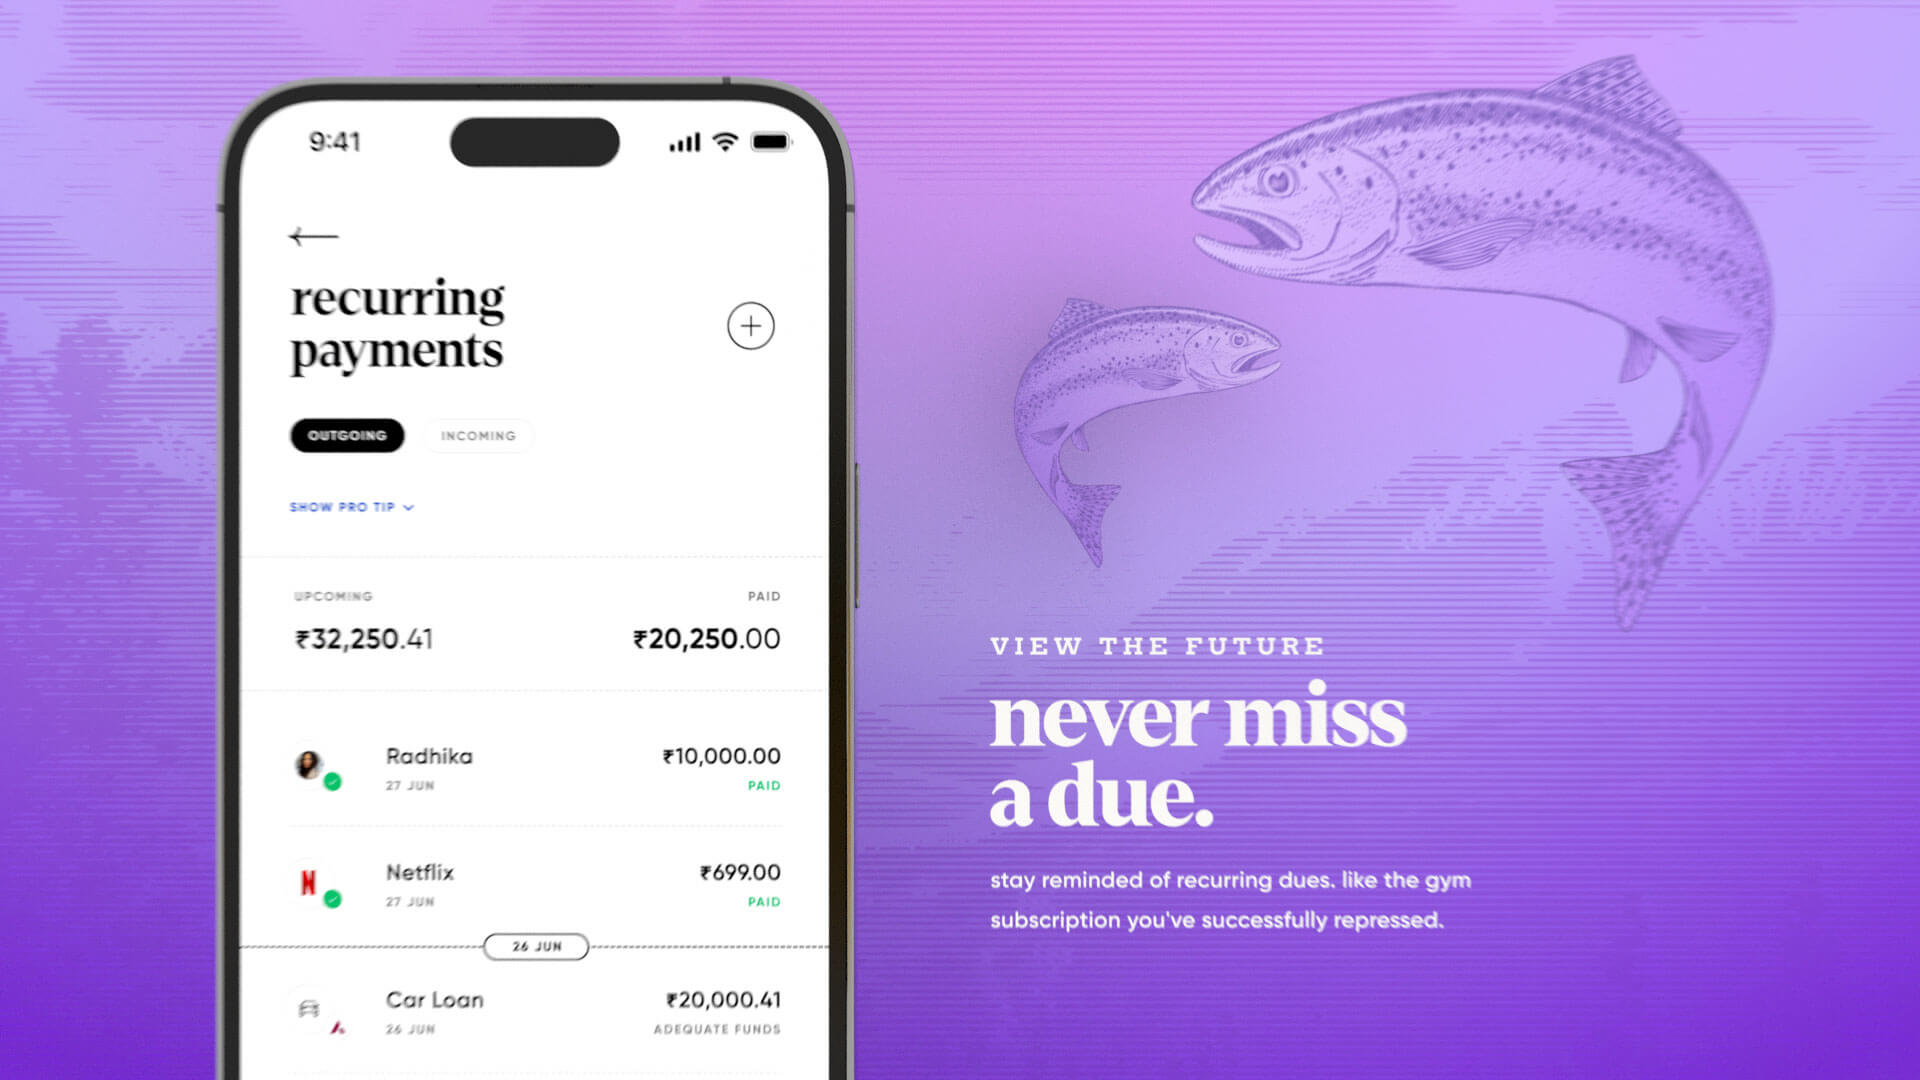 9:41
recurring
payments
OUTGOING
INCOMING
SHOW PRO TIP
UPCOMING
PAID
₹32,250.41
₹20,250.00
Radhika
₹10,000.00
27 JUN
PAID
Netflix
₹699.00
27 JUN
PAID
26 JUN
Car Loan
₹20,000.41
26 JUN
ADEQUATE FUNDS
VIEW THE FUTURE
never miss
a due.
stay reminded of recurring dues. like the gym
subscription you've successfully repressed.